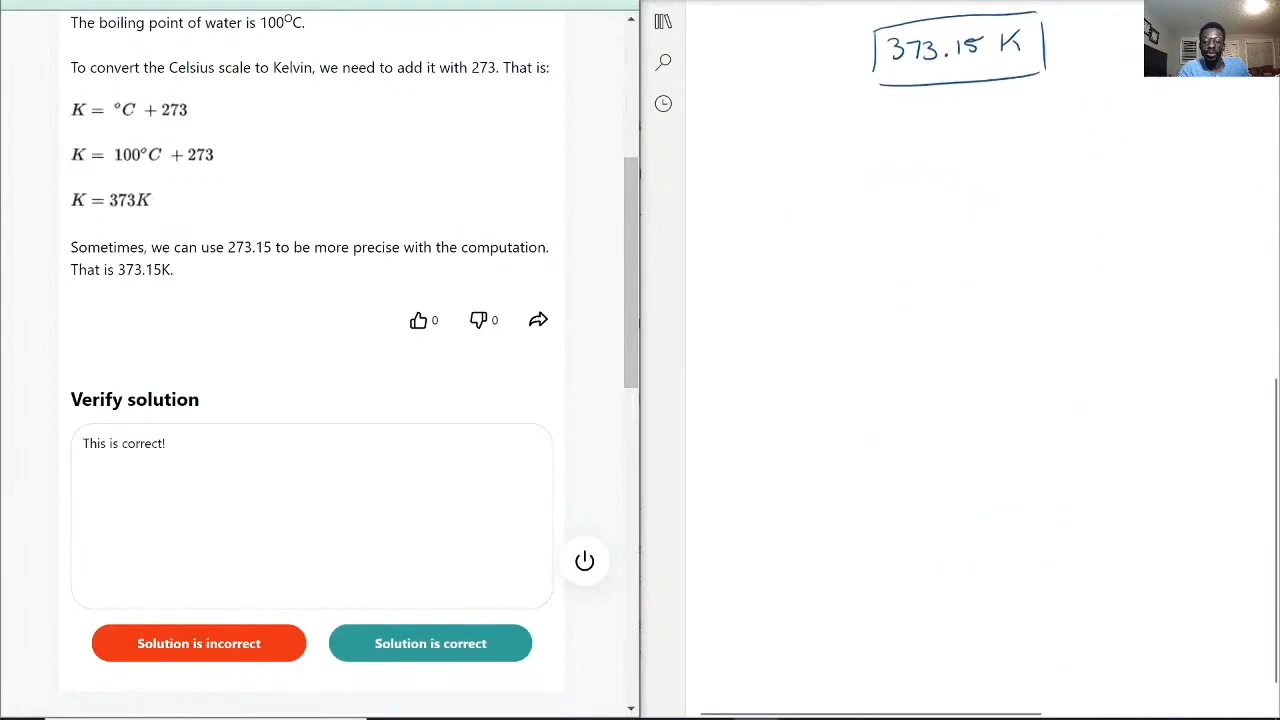 The boiling point of water is 100⁰C.
To convert the Celsius scale to Kelvin, we need to add it with 273. That is:
K = °C + 273
K = 100°C + 273
K = 373K
Sometimes, we can use 273.15 to be more precise with the computation.
That is 373.15K.
0 0
Verify solution
This is correct!
Solution is incorrect Solution is correct
373.15 K